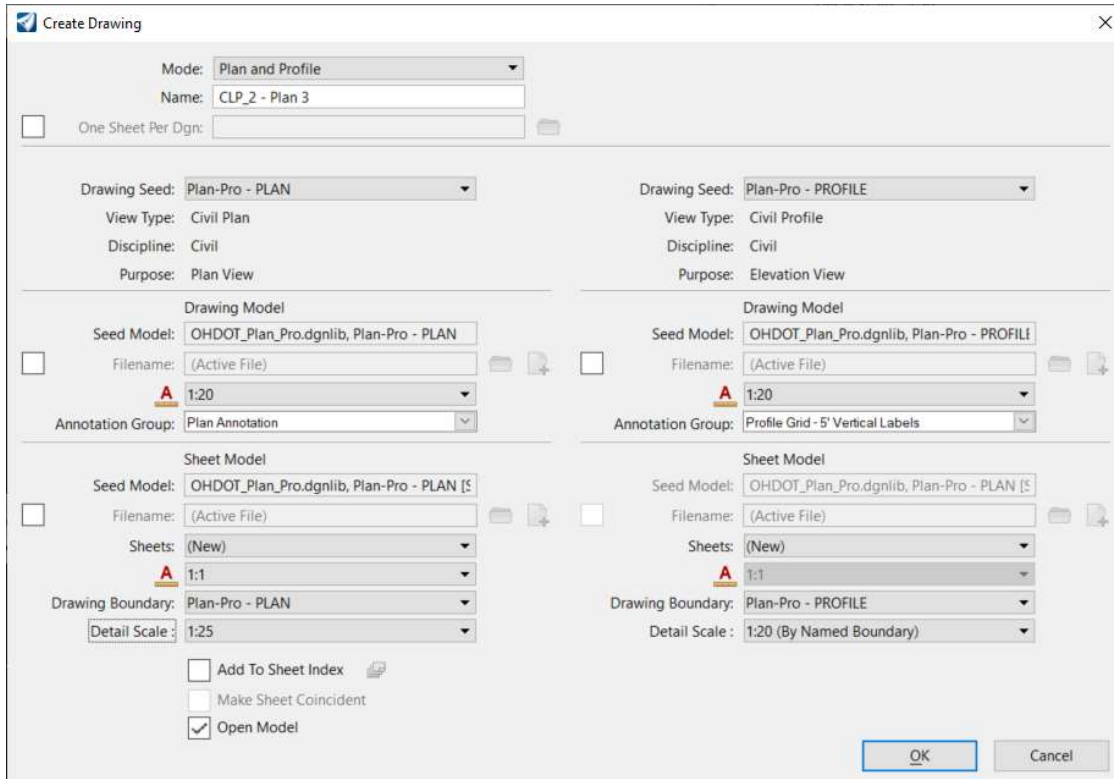 Create Drawing
Mode: Plan and Profile
Name: CLP_2 - Plan 3
One Sheet Per Dgn:
Drawing Seed: Plan-Pro - PLAN
View Type: Civil Plan
Discipline: Civil
Purpose: Plan View
Drawing Model
Seed Model: OHDOT_Plan_Pro.dgnlib, Plan-Pro - PLAN
Filename: (Active File)
A 1:20
Annotation Group: Plan Annotation
Sheet Model
Seed Model: OHDOT_Plan_Pro.dgnlib, Plan-Pro - PLAN [S
Filename: (Active File)
Sheets: (New)
A 1:1
Drawing Boundary: Plan-Pro - PLAN
Detail Scale : 1:25
Add To Sheet Index
Make Sheet Coincident
Open Model
Drawing Seed: Plan-Pro - PROFILE
View Type: Civil Profile
Discipline: Civil
Purpose: Elevation View
Drawing Model
Seed Model: OHDOT_Plan_Pro.dgnlib, Plan-Pro - PROFILE
Filename: (Active File)
A 1:20
Annotation Group: Profile Grid - 5' Vertical Labels
Sheet Model
Seed Model: OHDOT_Plan_Pro.dgnlib, Plan-Pro - PLAN [S
Filename: (Active File)
Sheets: (New)
A 1:1
Drawing Boundary: Plan-Pro - PROFILE
Detail Scale : 1:20 (By Named Boundary)
OK
Cancel